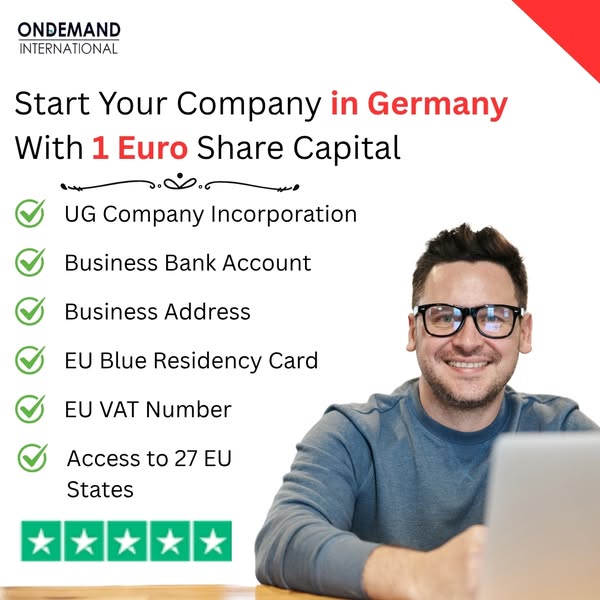 ONDEMAND
INTERNATIONAL
Start Your Company in Germany
With 1 Euro Share Capital
UG Company Incorporation
Business Bank Account
Business Address
EU Blue Residency Card
EU VAT Number
Access to 27 EU
States